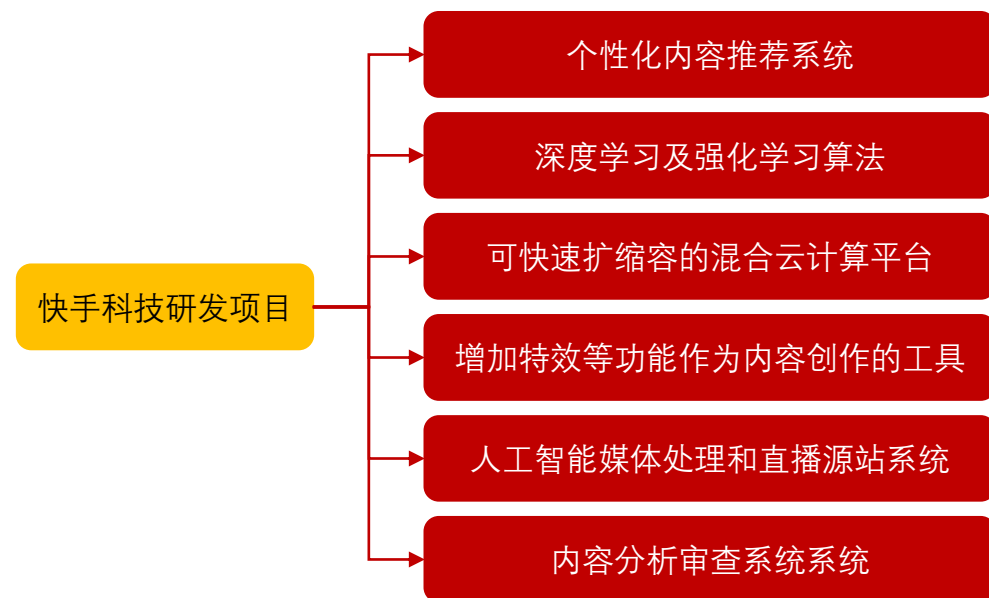 个性化内容推荐系统
深度学习及强化学习算法
可快速扩缩容的混合云计算平台
快手科技研发项目
增加特效等功能作为内容创作的工具
人工智能媒体处理和直播源站系统
内容分析审查系统系统